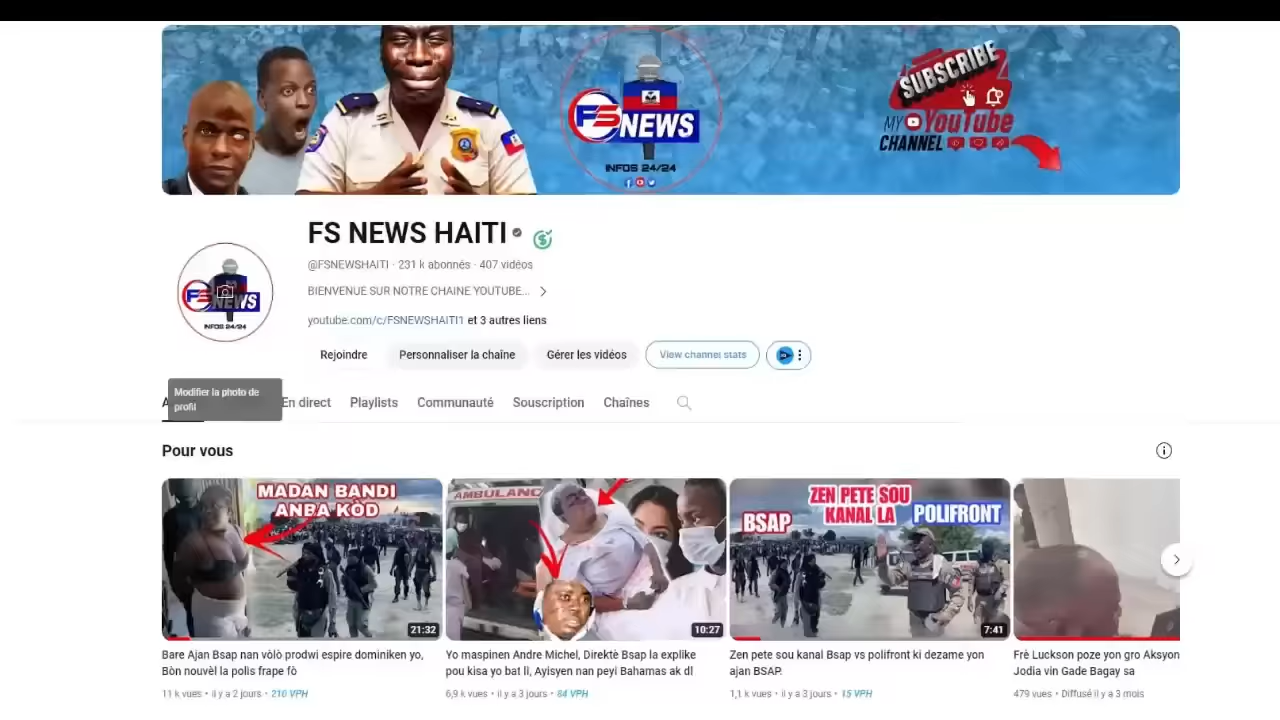 SUBSCRIBE
MY YouTube
CHANNEL
FS NEWS
INFOS 24/24
FS NEWS HAITI
@FSNEWSHAITI · 231 k abonnés · 407 vidéos
BIENVENUE SUR NOTRE CHAINE YOUTUBE...
youtube.com/c/FSNEWSHAITI1 et 3 autres liens
FS NEWS
INFOS 24/24
Rejoindre Personnaliser la chaîne Gérer les vidéos View channel stats
Modifier la photo de
profil
A
En direct Playlists Communauté Souscription Chaînes
Pour vous
MADAN BANDI
ANBA KÒD
21:32
AMBULANC
10:27
ZEN PETE SOU
KANAL LA
BSAP
POLIFRONT
7:41
Bare Ajan Bsap nan vòlò prodwi espire dominiken yo,
Bòn nouvèl la polis frape fò
11 k vues • il y a 2 jours • 210 VPH
Yo maspinen Andre Michel, Direktè Bsap la eksplike
pou kisa yo bat li, Ayisyen nan peyi Bahamas ak dl
6,9 k vues • il y a 3 jours • 84 VPH
Zen pete sou kanal Bsap vs polifront ki dezame yon
ajan BSAP.
1,1 k vues • il y a 3 jours • 15 VPH
Frè Luckson poze yon gro Aksyon
Jodia vin Gade Bagay sa
479 vues • Diffusé il y a 3 mois